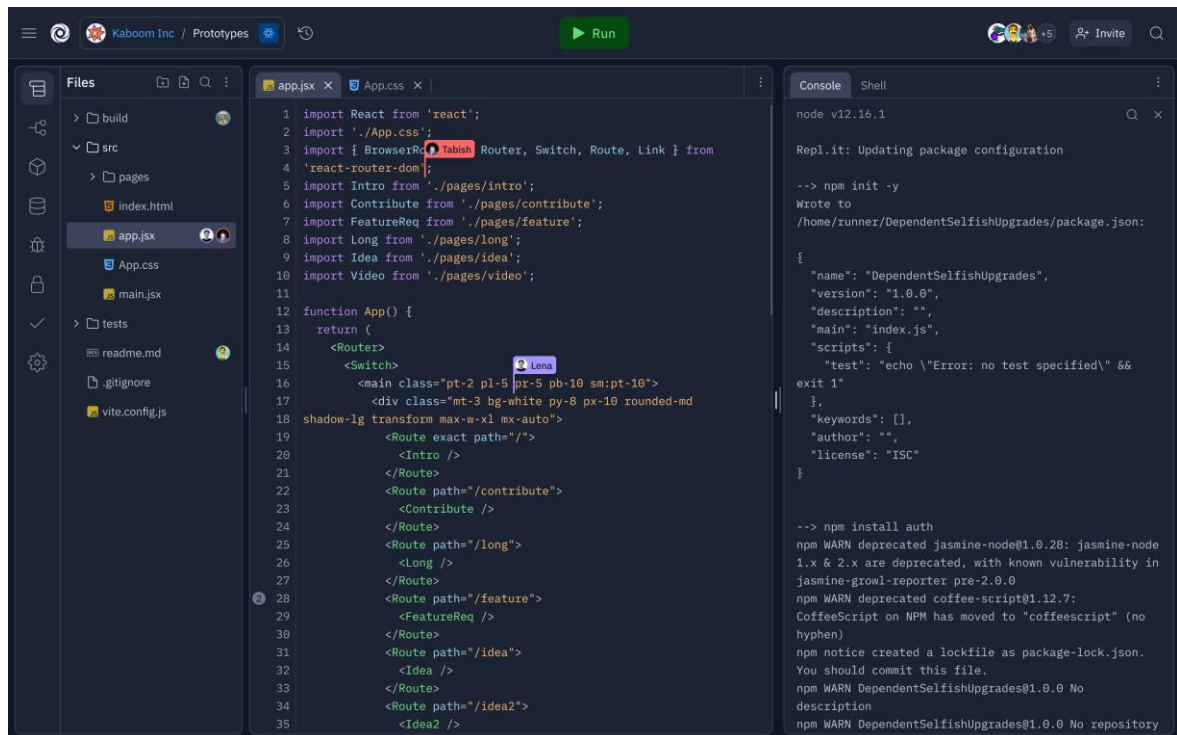 Kaboom Inc / Prototypes
Run
+5
Invite
Files
build
src
pages
index.html
app.jsx
App.css
main.jsx
tests
readme.md
.gitignore
vite.config.js
app.jsx
App.css
1 import React from 'react';
2 import './App.css';
3 import { BrowserRo Tabish Router, Switch, Route, Link } from
4 'react-router-dom';
5 import Intro from './pages/intro';
6 import Contribute from './pages/contribute';
7 import FeatureReq from './pages/feature';
8 import Long from './pages/long';
9 import Idea from './pages/idea';
10 import Video from './pages/video';
11
12 function App() {
13 return (
14 <Router>
15 <Switch>
Lena
16 <main class="pt-2 pl-5 pr-5 pb-10 sm:pt-10">
17 <div class="mt-3 bg-white py-8 px-10 rounded-md
18 shadow-lg transform max-w-xl mx-auto">
19 <Route exact path="/">
20 <Intro />
21 </Route>
22 <Route path="/contribute">
23 <Contribute />
24 </Route>
25 <Route path="/long">
26 <Long />
27 </Route>
2 28 <Route path="/feature">
29 <FeatureReq />
30 </Route>
31 <Route path="/idea">
32 <Idea />
33 </Route>
34 <Route path="/idea2">
35 <Idea2 />
Console
Shell
node v12.16.1
Repl.it: Updating package configuration
--> npm init -y
Wrote to
/home/runner/DependentSelfishUpgrades/package.json:
{
"name": "DependentSelfishUpgrades",
"version": "1.0.0",
"description": "",
"main": "index.js",
"scripts": {
"test": "echo \"Error: no test specified\" &&
exit 1"
},
"keywords": [],
"author": "",
"license": "ISC"
}
--> npm install auth
npm WARN deprecated jasmine-node@1.0.28: jasmine-node
1.x & 2.x are deprecated, with known vulnerability in
jasmine-growl-reporter pre-2.0.0
npm WARN deprecated coffee-script@1.12.7:
CoffeeScript on NPM has moved to "coffeescript" (no
hyphen)
npm notice created a lockfile as package-lock.json.
You should commit this file.
npm WARN DependentSelfishUpgrades@1.0.0 No
description
npm WARN DependentSelfishUpgrades@1.0.0 No repository